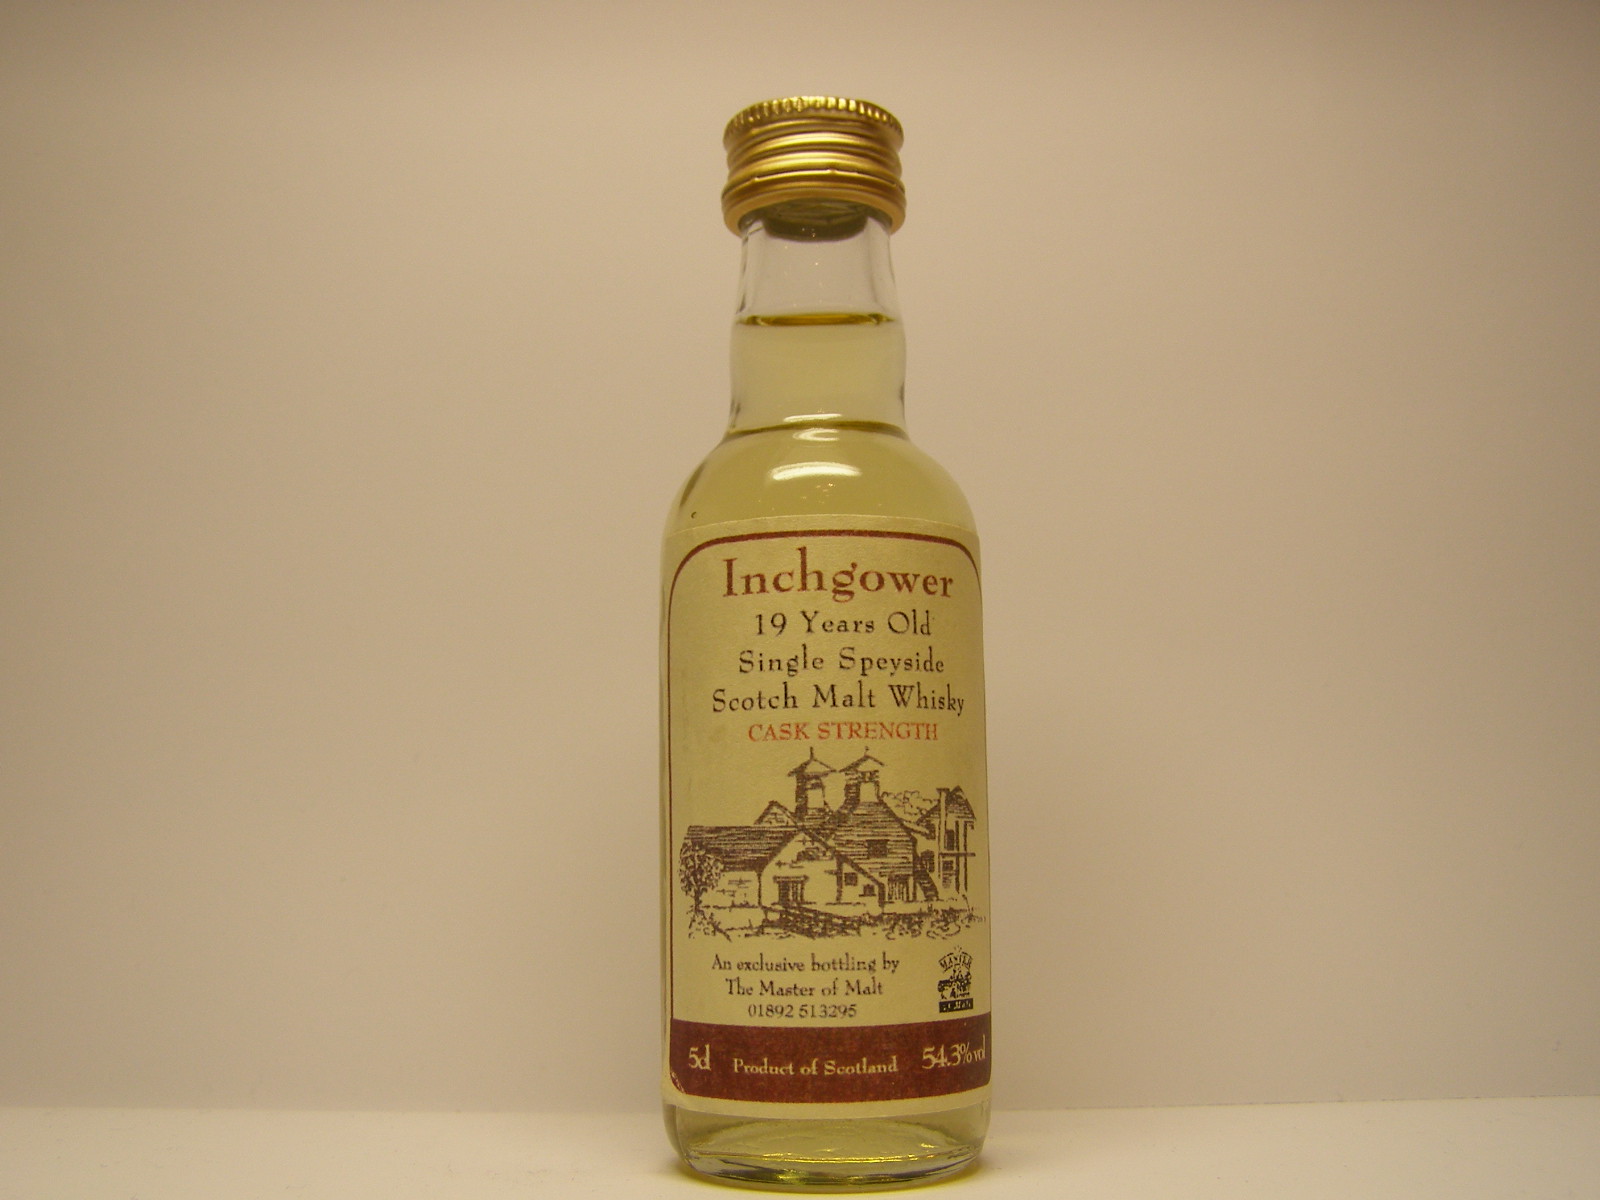 Inchgower
19 Years Old
Single Speyside
Scotch Malt Whisky
CASK STRENGTH
An exclusive bottling by
The Master of Malt
01892 513295
MASTER
5cl Product of Scotland 54.3% vol